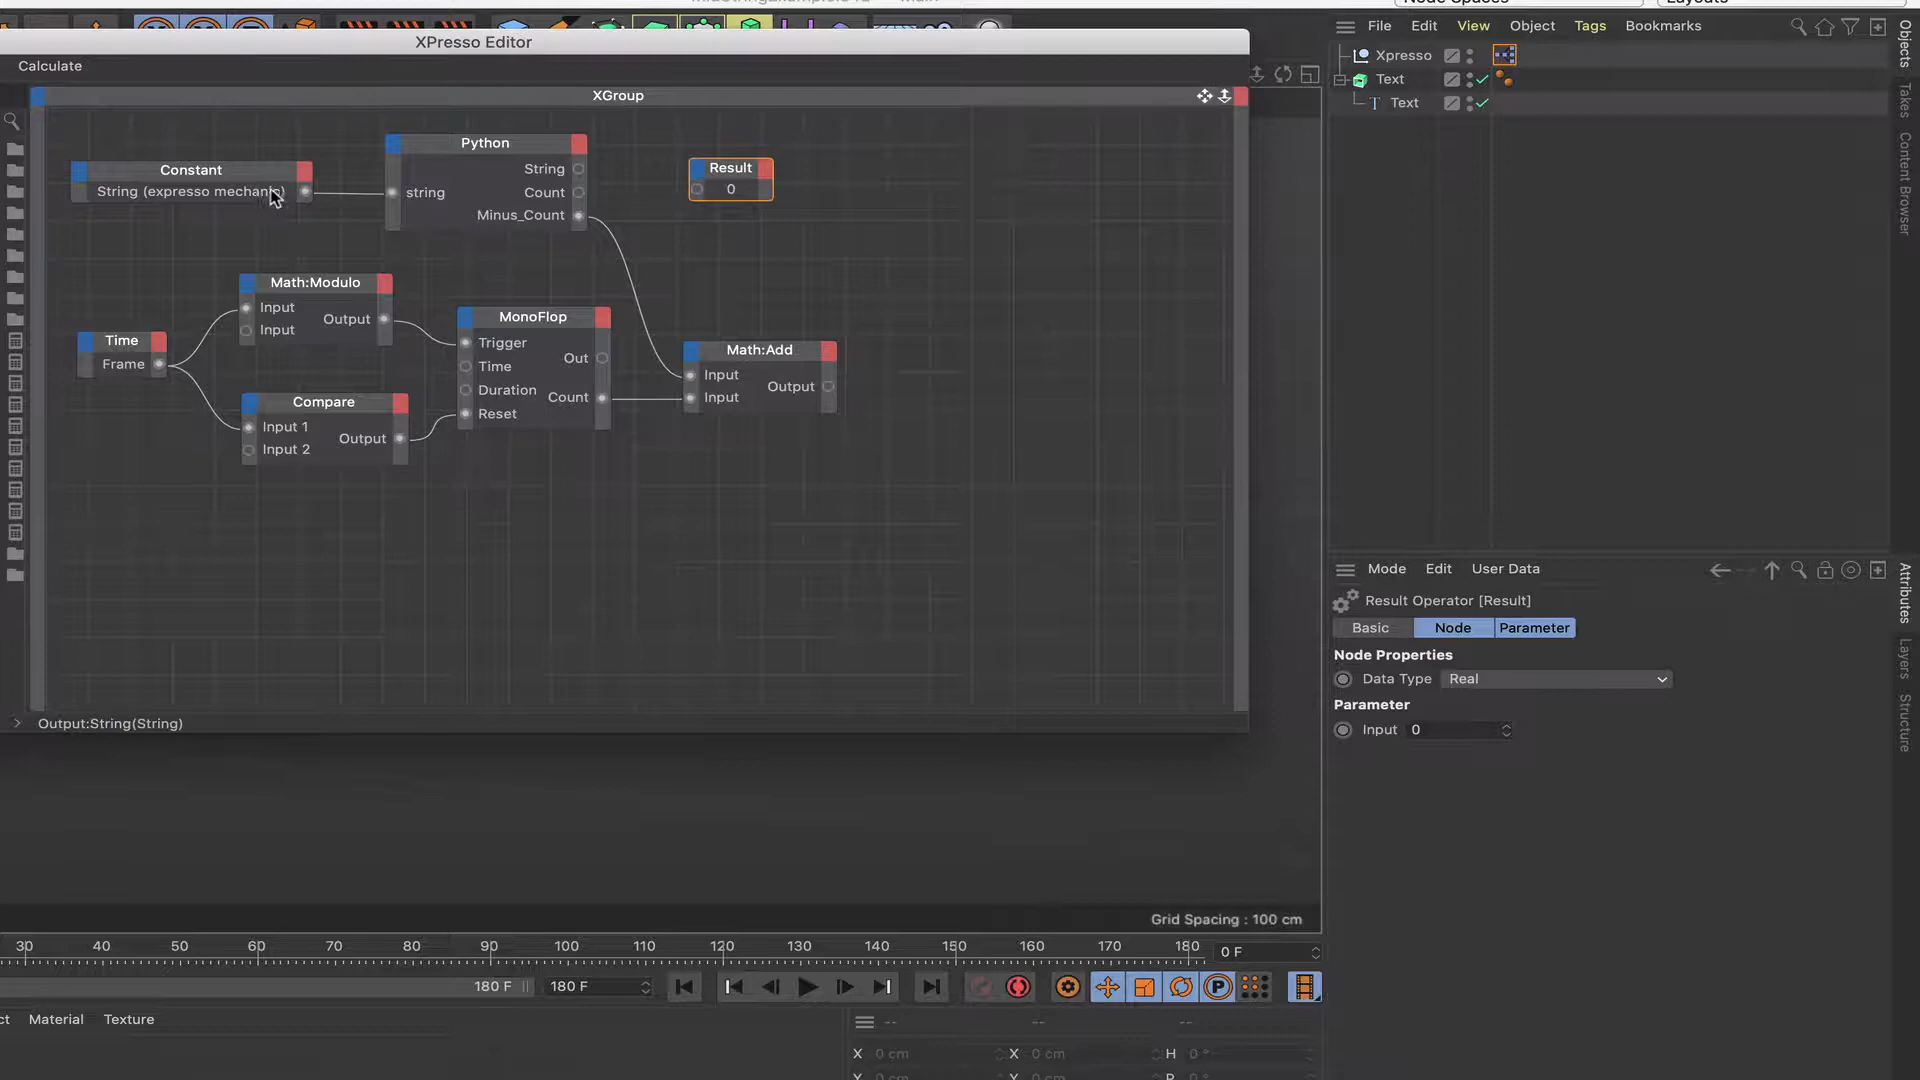 XPresso Editor
Calculate
XGroup
Constant
String (expresso mechanic)
Python
String
string
Count
Minus_Count
Result
0
Math:Modulo
Input
Output
Input
Time
Frame
MonoFlop
Trigger
Out
Time
Duration
Count
Reset
Math:Add
Input
Output
Input
Compare
Input 1
Output
Input 2
Output:String(String)
File Edit View Object Tags Bookmarks
Xpresso
Text
Text
Objects
Takes
Content Browser
Mode Edit User Data
Result Operator [Result]
Basic Node Parameter
Node Properties
Data Type Real
Parameter
Input 0
Attributes
Layers
Structure
Grid Spacing : 100 cm
30 40 50 60 70 80 90 100 110 120 130 140 150 160 170 180 0 F
180 F 180 F
P
ct Material Texture
-- -- --
X 0 cm X 0 cm H 0 °